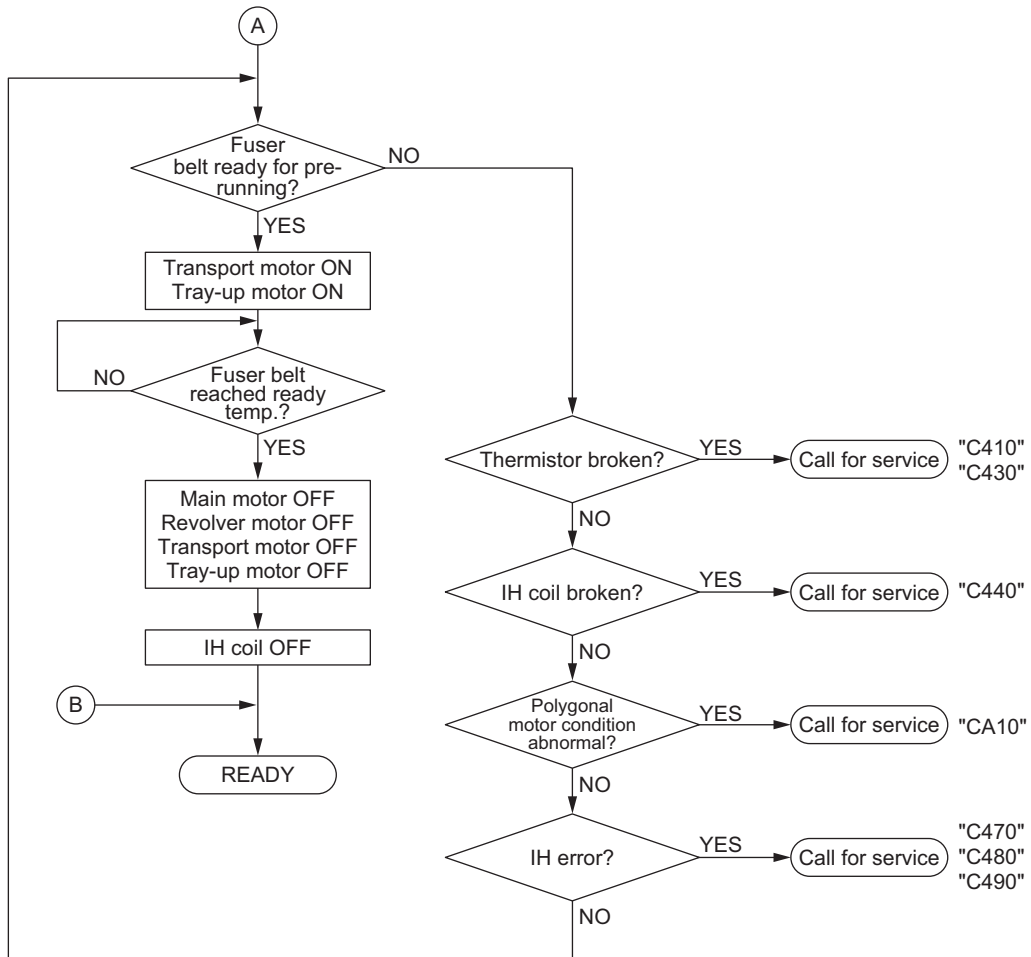 A
Fuser
belt ready for pre-
running?
NO
YES
Transport motor ON
Tray-up motor ON
NO
Fuser belt
reached ready
temp.?
YES
Main motor OFF
Revolver motor OFF
Transport motor OFF
Tray-up motor OFF
IH coil OFF
B
READY
Thermistor broken?
YES
Call for service
"C410"
"C430"
NO
IH coil broken?
YES
Call for service
"C440"
NO
Polygonal
motor condition
abnormal?
YES
Call for service
"CA10"
NO
IH error?
YES
Call for service
"C470"
"C480"
"C490"
NO